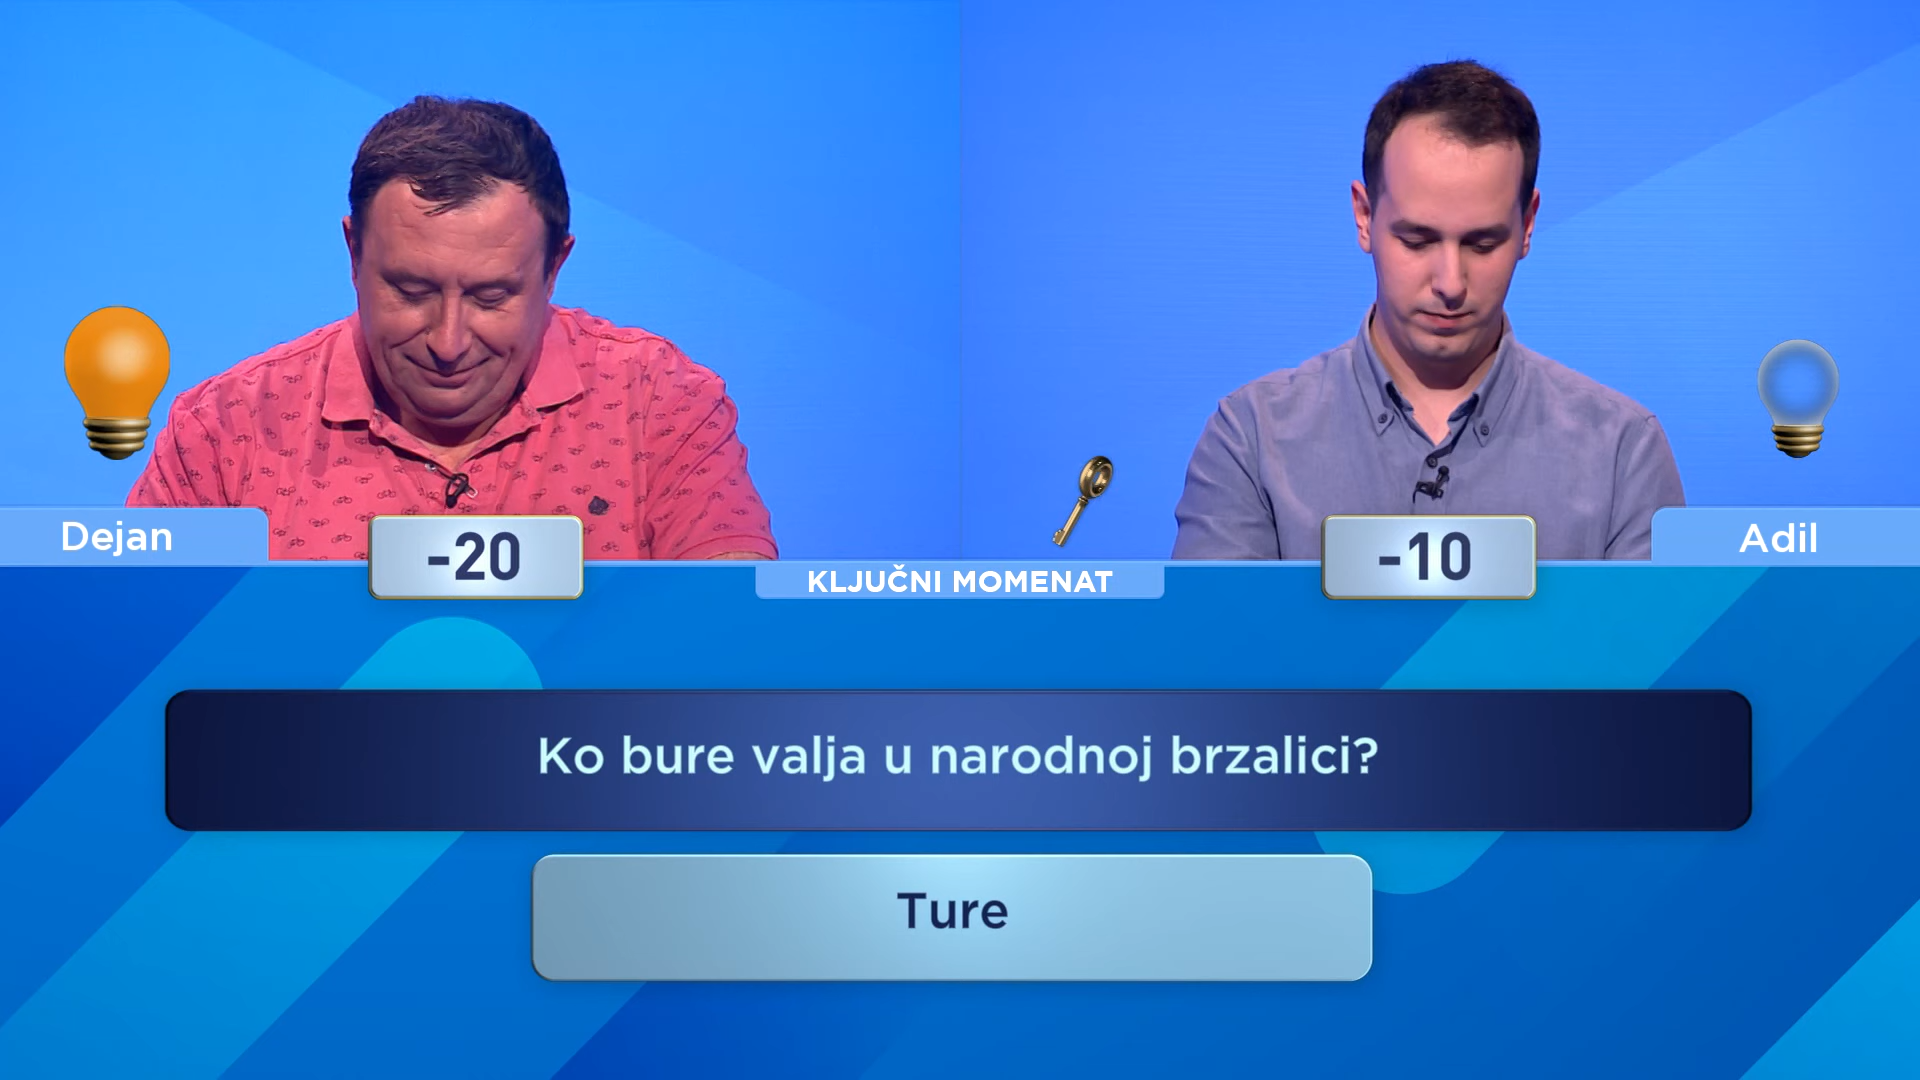 Dejan
-20
KLJUČNI MOMENAT
-10
Adil
Ko bure valja u narodnoj brzalici?
Ture